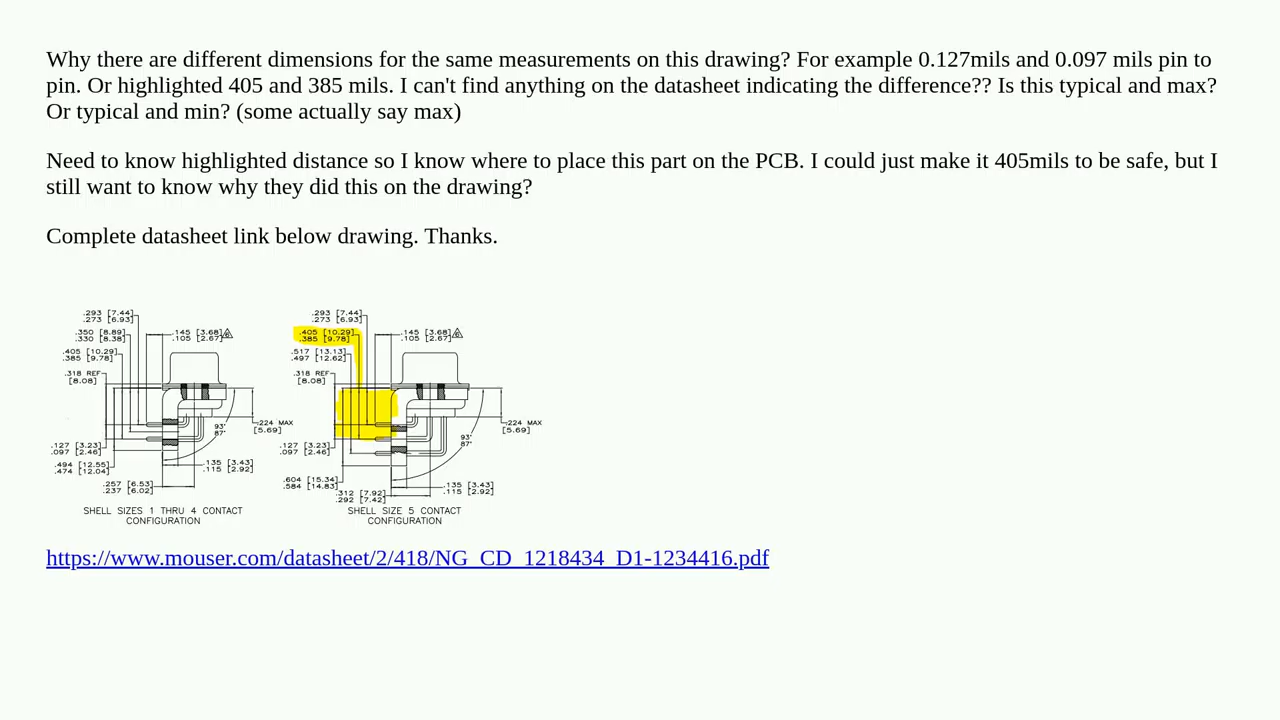 Why there are different dimensions for the same measurements on this drawing? For example 0.127mils and 0.097 mils pin to
pin. Or highlighted 405 and 385 mils. I can't find anything on the datasheet indicating the difference?? Is this typical and max?
Or typical and min? (some actually say max)
Need to know highlighted distance so I know where to place this part on the PCB. I could just make it 405mils to be safe, but I
still want to know why they did this on the drawing?
Complete datasheet link below drawing. Thanks.
.293 [7.44]
.273 [6.93]
.350 [8.89]
.330 [8.38]
.145 [3.68]
.105 [2.67]
.405 [10.29]
.385 [9.78]
.318 REF
[8.08]
.224 MAX
[5.69]
93°
87°
.127 [3.23]
.097 [2.46]
.494 [12.55]
.474 [12.04]
.135 [3.43]
.115 [2.92]
.257 [6.53]
.237 [6.02]
SHELL SIZES 1 THRU 4 CONTACT
CONFIGURATION
.293 [7.44]
.273 [6.93]
.405 [10.29]
.385 [9.78]
.145 [3.68]
.105 [2.67]
.517 [13.13]
.497 [12.62]
.318 REF
[8.08]
.224 MAX
[5.69]
93°
87°
.127 [3.23]
.097 [2.46]
.604 [15.34]
.584 [14.83]
.135 [3.43]
.115 [2.92]
.312 [7.92]
.292 [7.42]
SHELL SIZE 5 CONTACT
CONFIGURATION
https://www.mouser.com/datasheet/2/418/NG_CD_1218434_D1-1234416.pdf